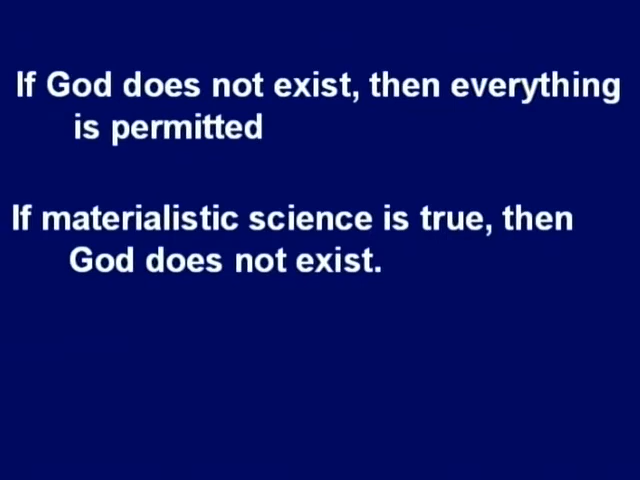 If God does not exist, then everything
is permitted
If materialistic science is true, then
God does not exist.